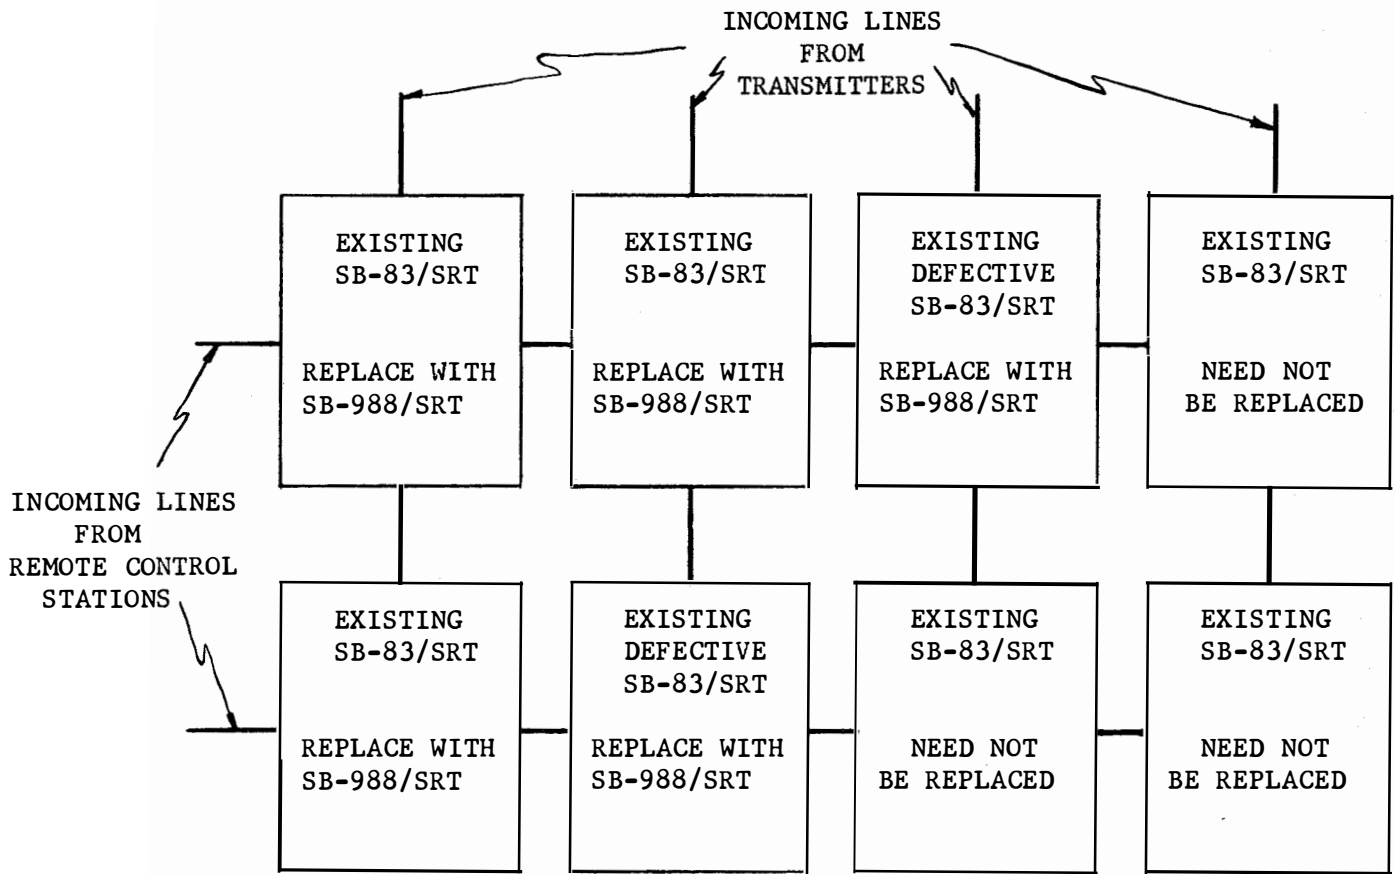 INCOMING LINES
FROM
TRANSMITTERS
EXISTING
SB-83/SRT
REPLACE WITH
SB-988/SRT
EXISTING
SB-83/SRT
REPLACE WITH
SB-988/SRT
EXISTING
DEFECTIVE
SB-83/SRT
REPLACE WITH
SB-988/SRT
EXISTING
SB-83/SRT
NEED NOT
BE REPLACED
INCOMING LINES
FROM
REMOTE CONTROL
STATIONS
EXISTING
SB-83/SRT
REPLACE WITH
SB-988/SRT
EXISTING
DEFECTIVE
SB-83/SRT
REPLACE WITH
SB-988/SRT
EXISTING
SB-83/SRT
NEED NOT
BE REPLACED
EXISTING
SB-83/SRT
NEED NOT
BE REPLACED